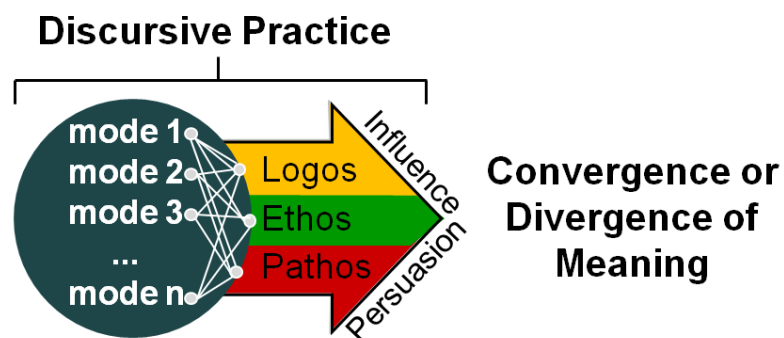 Discursive Practice
mode 1
mode 2
mode 3
...
mode n
Logos
Ethos
Pathos
Influence
Persuasion
Convergence or
Divergence of
Meaning